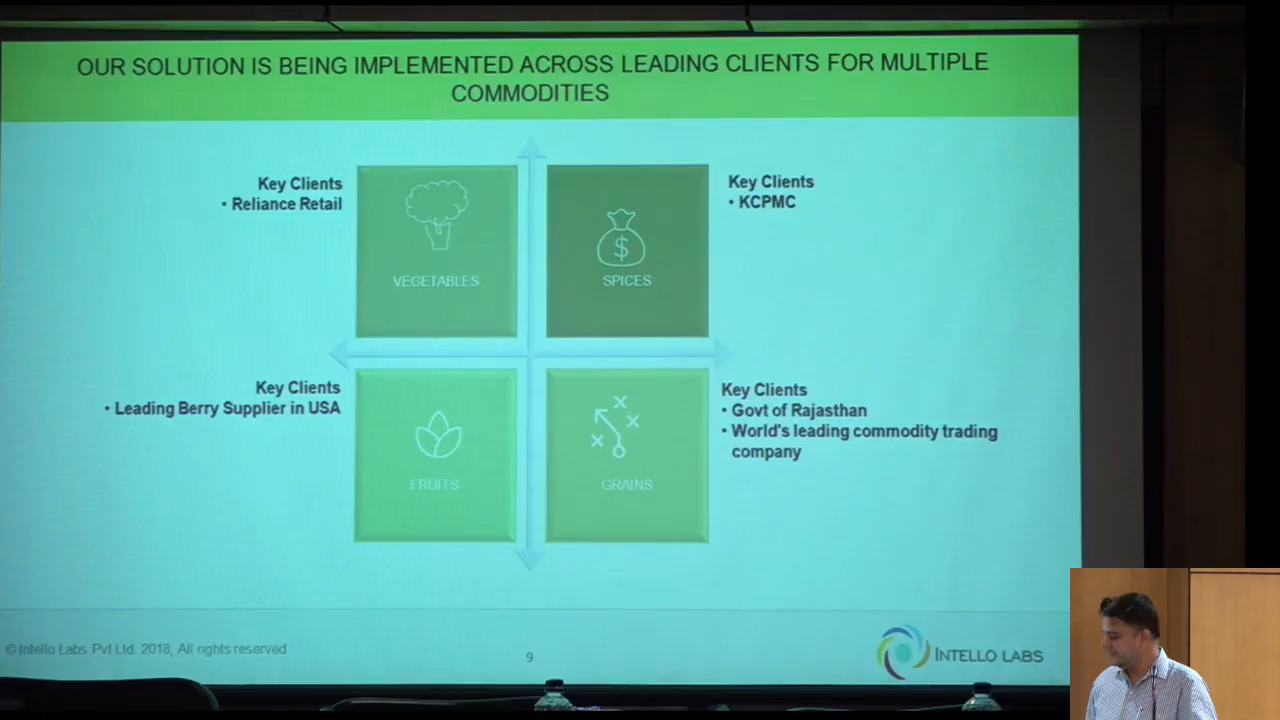 OUR SOLUTION IS BEING IMPLEMENTED ACROSS LEADING CLIENTS FOR MULTIPLE
COMMODITIES
Key Clients
• Reliance Retail
VEGETABLES
$
SPICES
Key Clients
• KCPMC
Key Clients
• Leading Berry Supplier in USA
FRUITS
GRAINS
Key Clients
• Govt of Rajasthan
• World's leading commodity trading
company
© Intello Labs Pvt Ltd. 2018, All rights reserved
9
INTELLO LABS